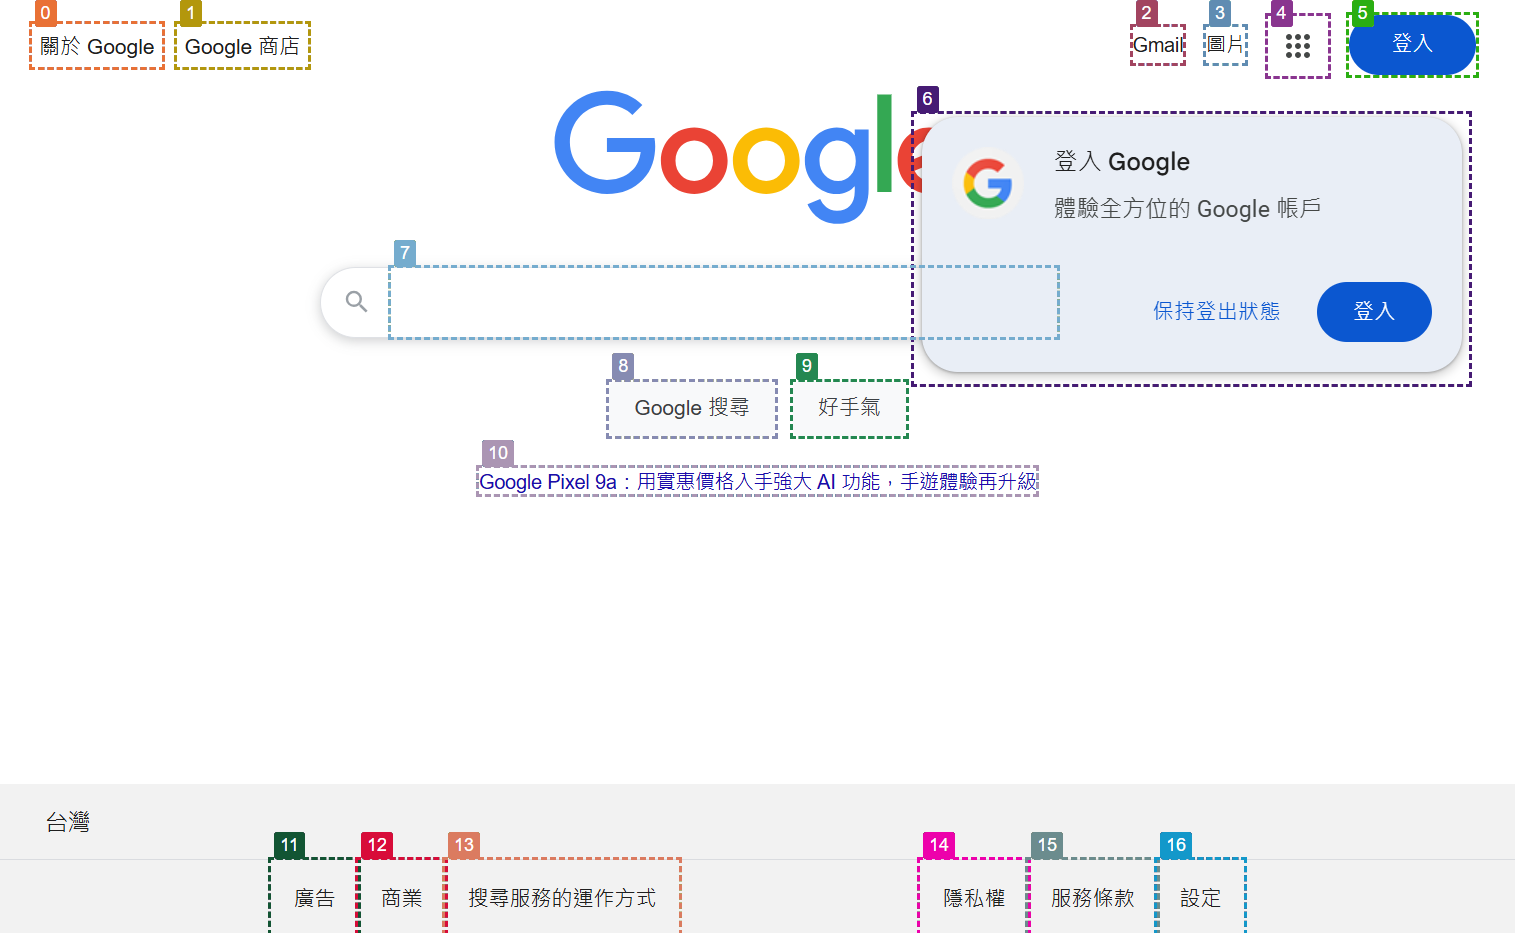 0
1
2
3
4
5
關於 Google
Google 商店
Gmail
圖片
登入
Google
6
登入 Google
體驗全方位的 Google 帳戶
保持登出狀態
登入
7
8
9
Google 搜尋
好手氣
10
Google Pixel 9a：用實惠價格入手強大 AI 功能，手遊體驗再升級
台灣
11
12
13
14
15
16
廣告
商業
搜尋服務的運作方式
隱私權
服務條款
設定